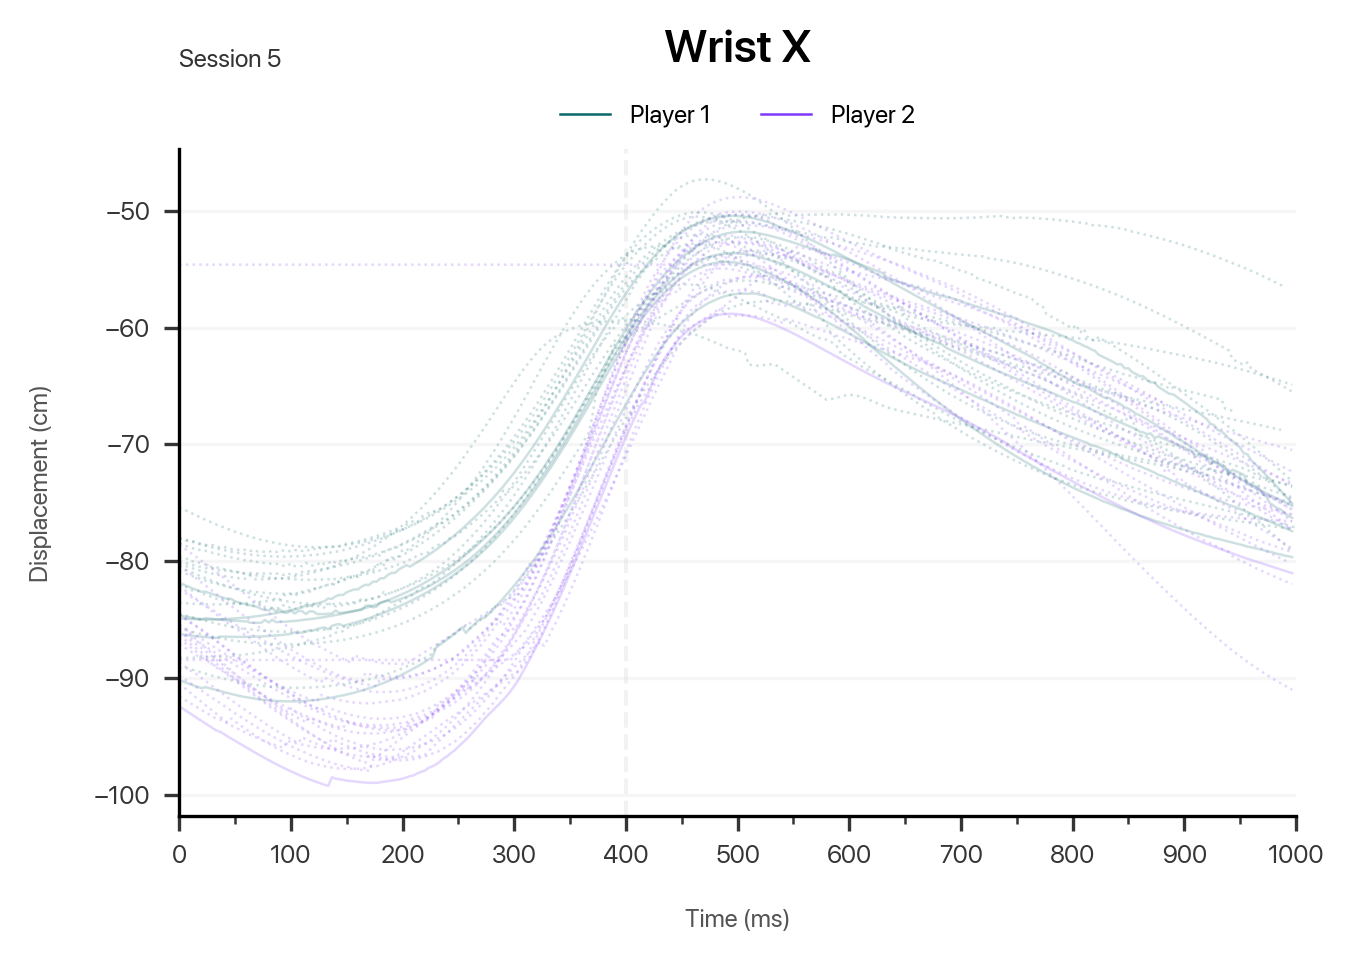 Session 5
Wrist X
Player 1
Player 2
Displacement (cm)
–50
–60
–70
–80
–90
–100
0 100 200 300 400 500 600 700 800 900 1000
Time (ms)